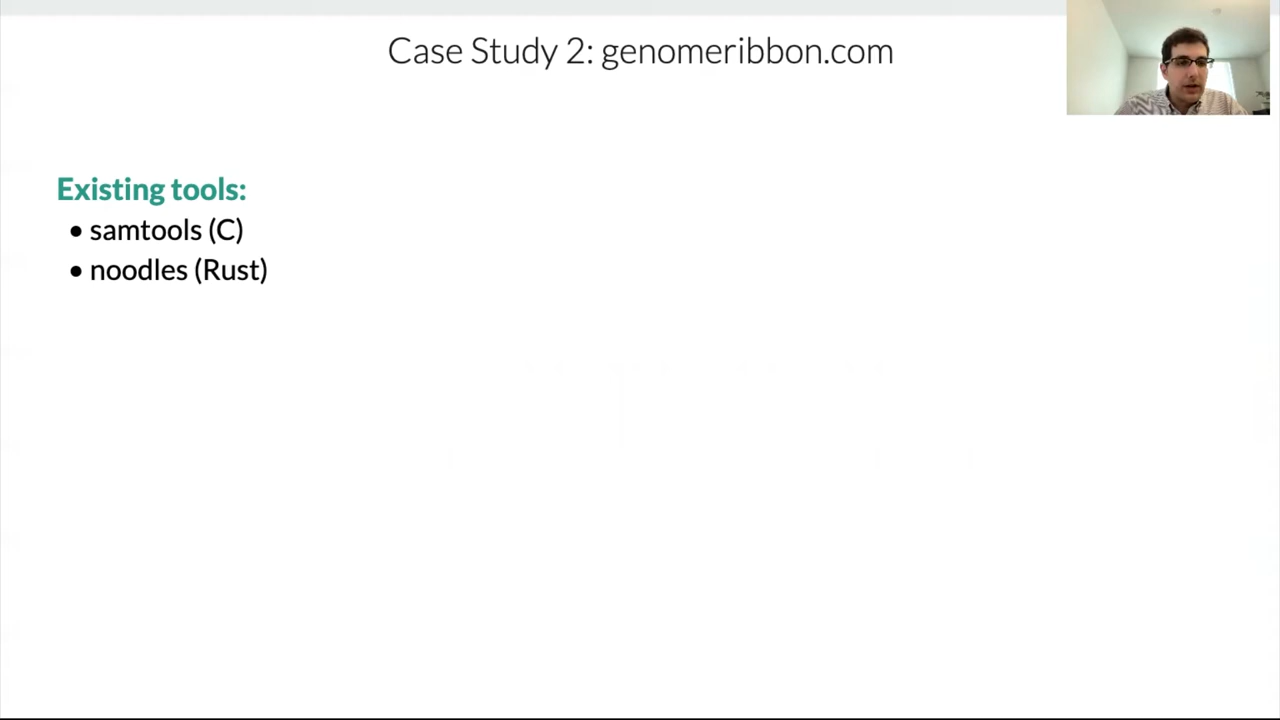 Case Study 2: genomeribbon.com
Existing tools:
• samtools (C)
• noodles (Rust)